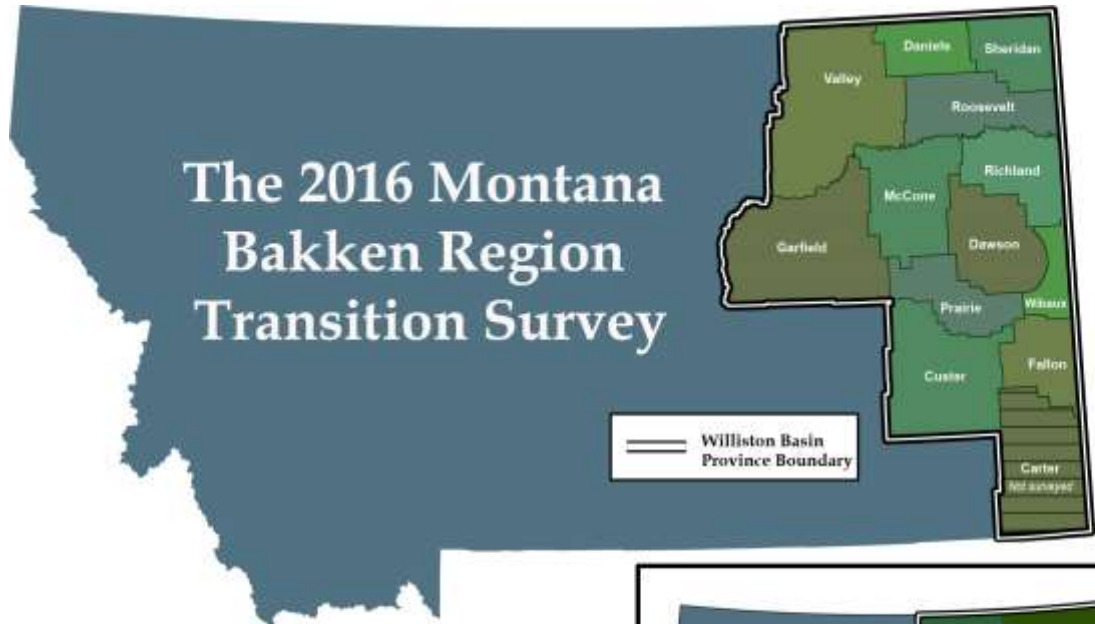 Daniels
Sheridan
Valley
Roosevelt
The 2016 Montana
Bakken Region
Transition Survey
Richland
McCone
Garfield
Dawson
Wibaux
Prairie
Fallon
Custer
Williston Basin
Province Boundary
Carter
Not surveyed